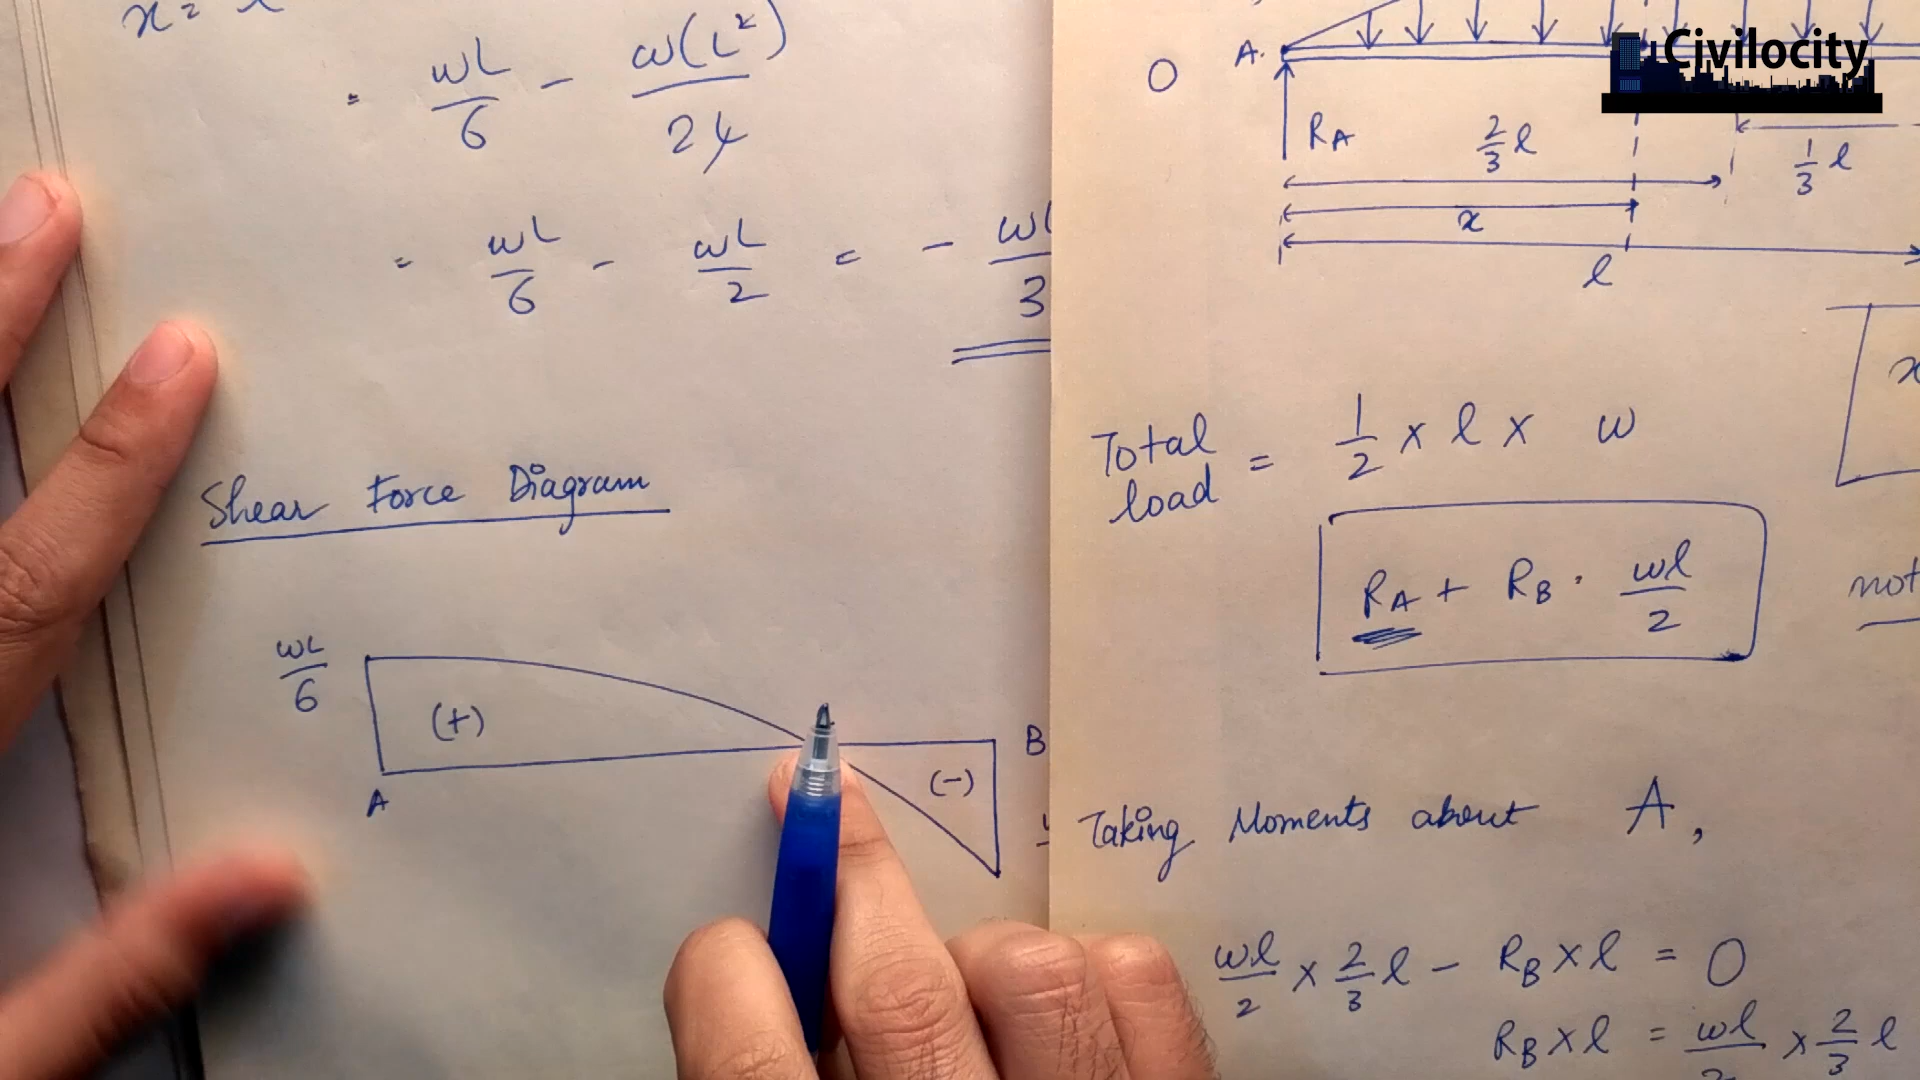 x =
= wL/6 - w(L²)/24
= wL/6 - wL/2 = - wL/3
Shear Force Diagram
wL/6
(+)
(-)
A
B
Civilocity
A.
O
RA
2/3 l
1/3 l
x
l
Total load = 1/2 x l x w
RA + RB · wl/2
not
Taking Moments about A,
wl/2 x 2/3 l - RB x l = 0
RB x l = wl/2 x 2/3 l